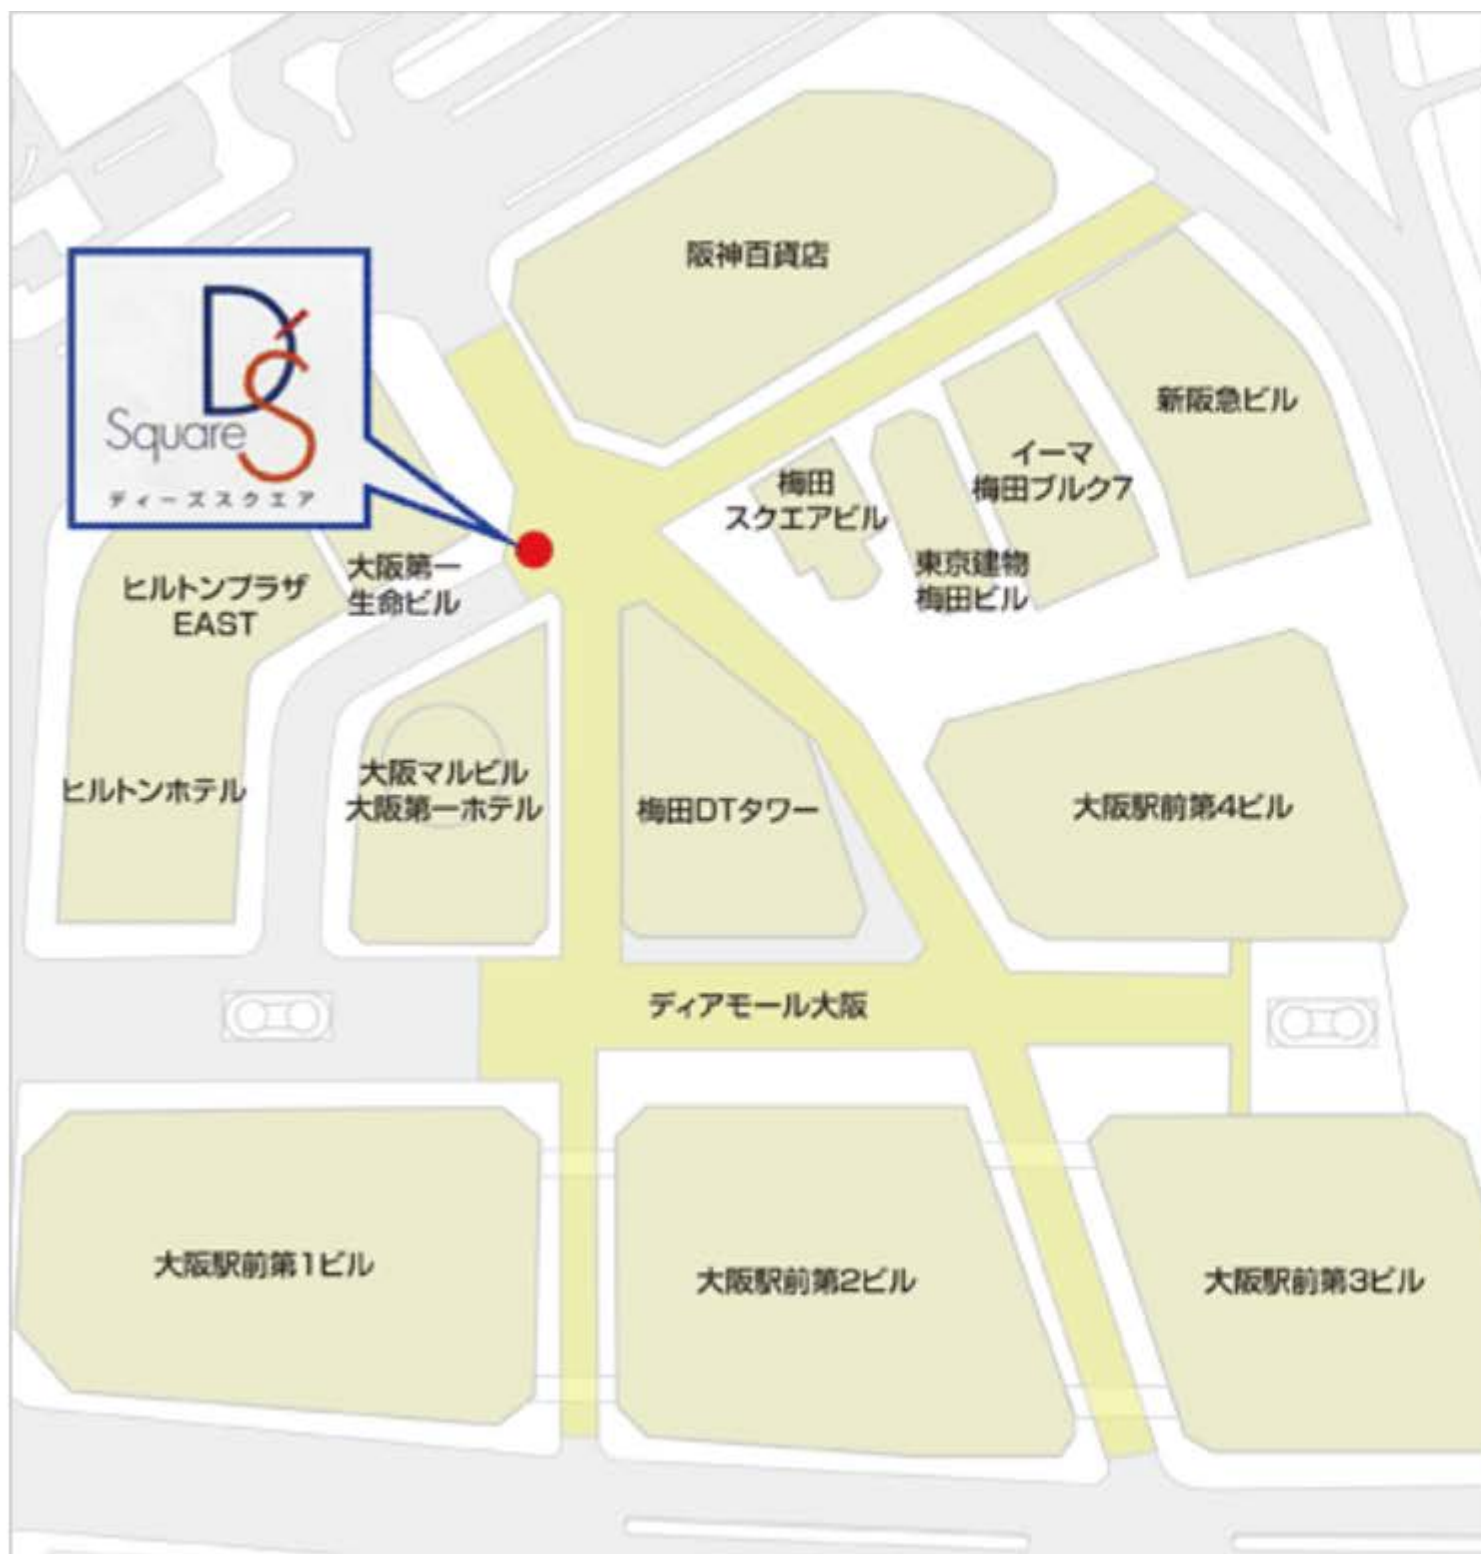 阪神百貨店
D's
Square
ディーズスクエア
新阪急ビル
イーマ
梅田ブルク7
梅田
スクエアビル
東京建物
梅田ビル
大阪第一
生命ビル
ヒルトンプラザ
EAST
ヒルトンホテル
大阪マルビル
大阪第一ホテル
梅田DTタワー
大阪駅前第4ビル
ディアモール大阪
大阪駅前第1ビル
大阪駅前第2ビル
大阪駅前第3ビル